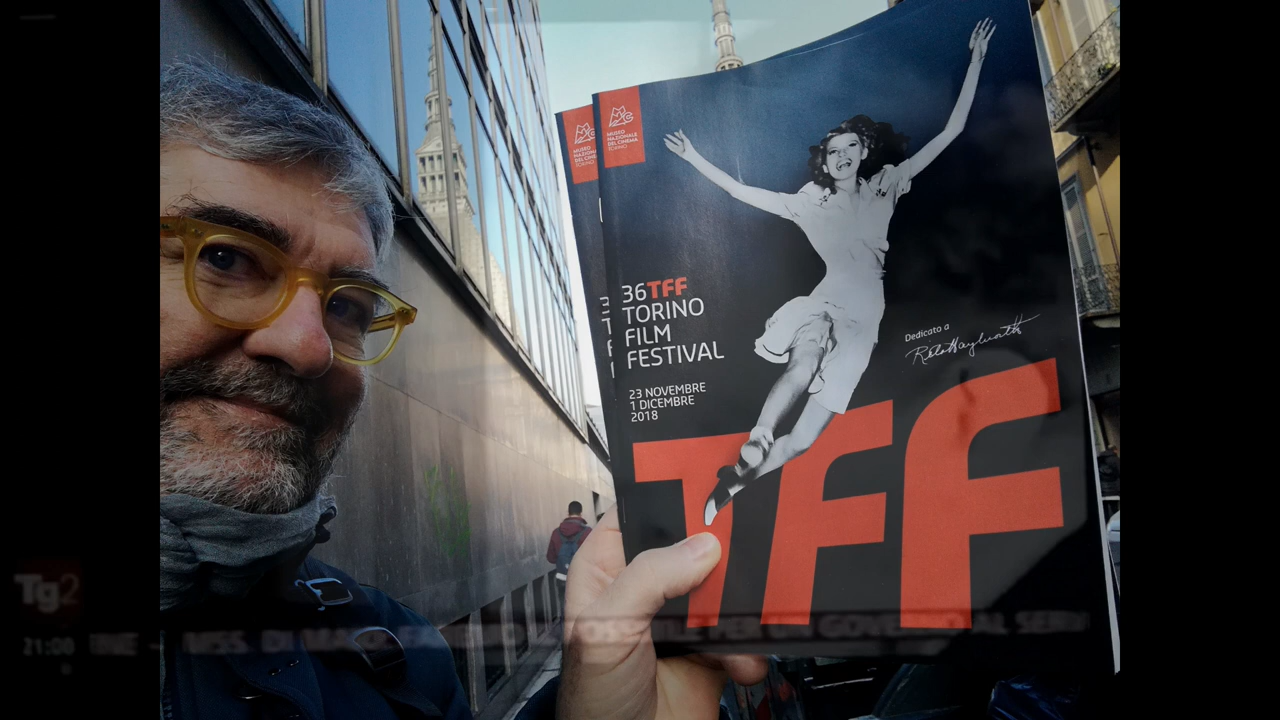 MUSEO
NAZIONALE
DEL CINEMA
TORINO
36TFF
TORINO
FILM
FESTIVAL
23 NOVEMBRE
1 DICEMBRE
2018
Dedicato a
Rita Hayworth
TFF
Tg2
21:00